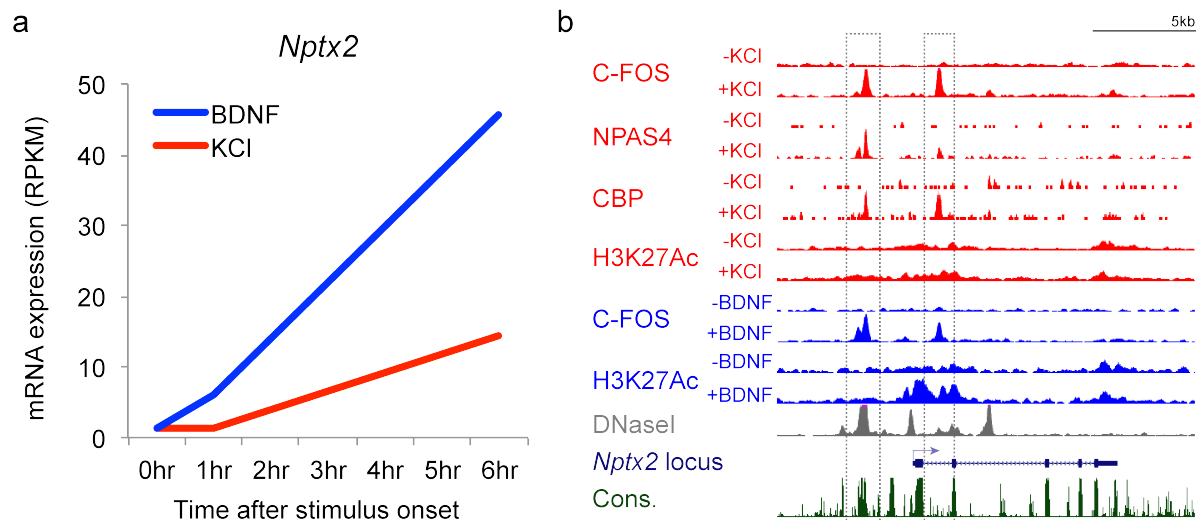 a
Nptx2
mRNA expression (RPKM)
50
40
30
20
10
0
BDNF
KCl
0hr 1hr 2hr 3hr 4hr 5hr 6hr
Time after stimulus onset
b
5kb
C-FOS
-KCl
+KCl
NPAS4
-KCl
+KCl
CBP
-KCl
+KCl
H3K27Ac
-KCl
+KCl
C-FOS
-BDNF
+BDNF
H3K27Ac
-BDNF
+BDNF
DNaseI
Nptx2 locus
Cons.